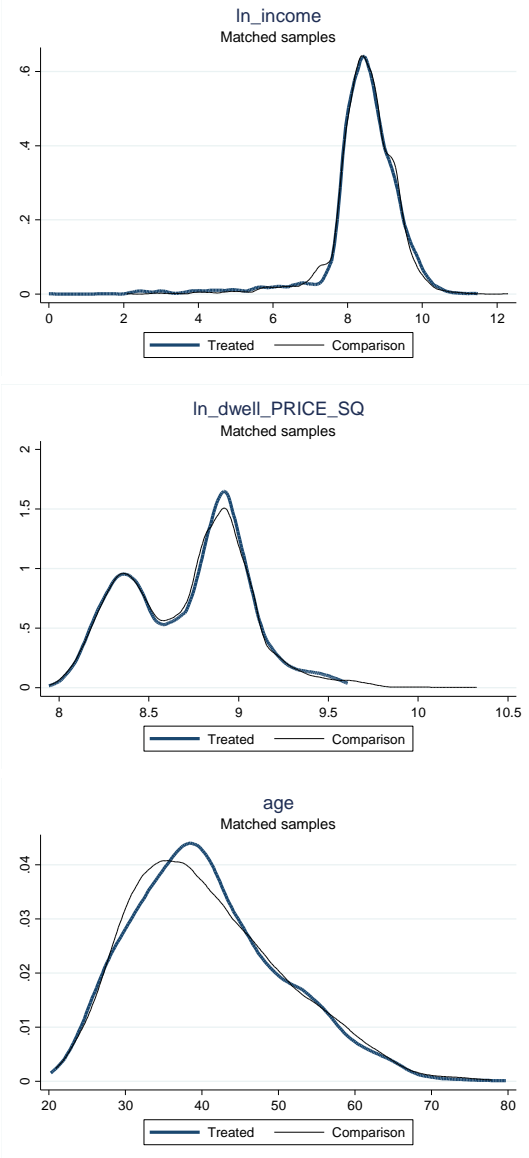 ln_income
Matched samples
.6
.4
.2
0
0 2 4 6 8 10 12
Treated Comparison
ln_dwell_PRICE_SQ
Matched samples
2
1.5
1
.5
0
8 8.5 9 9.5 10 10.5
Treated Comparison
age
Matched samples
.04
.03
.02
.01
0
20 30 40 50 60 70 80
Treated Comparison